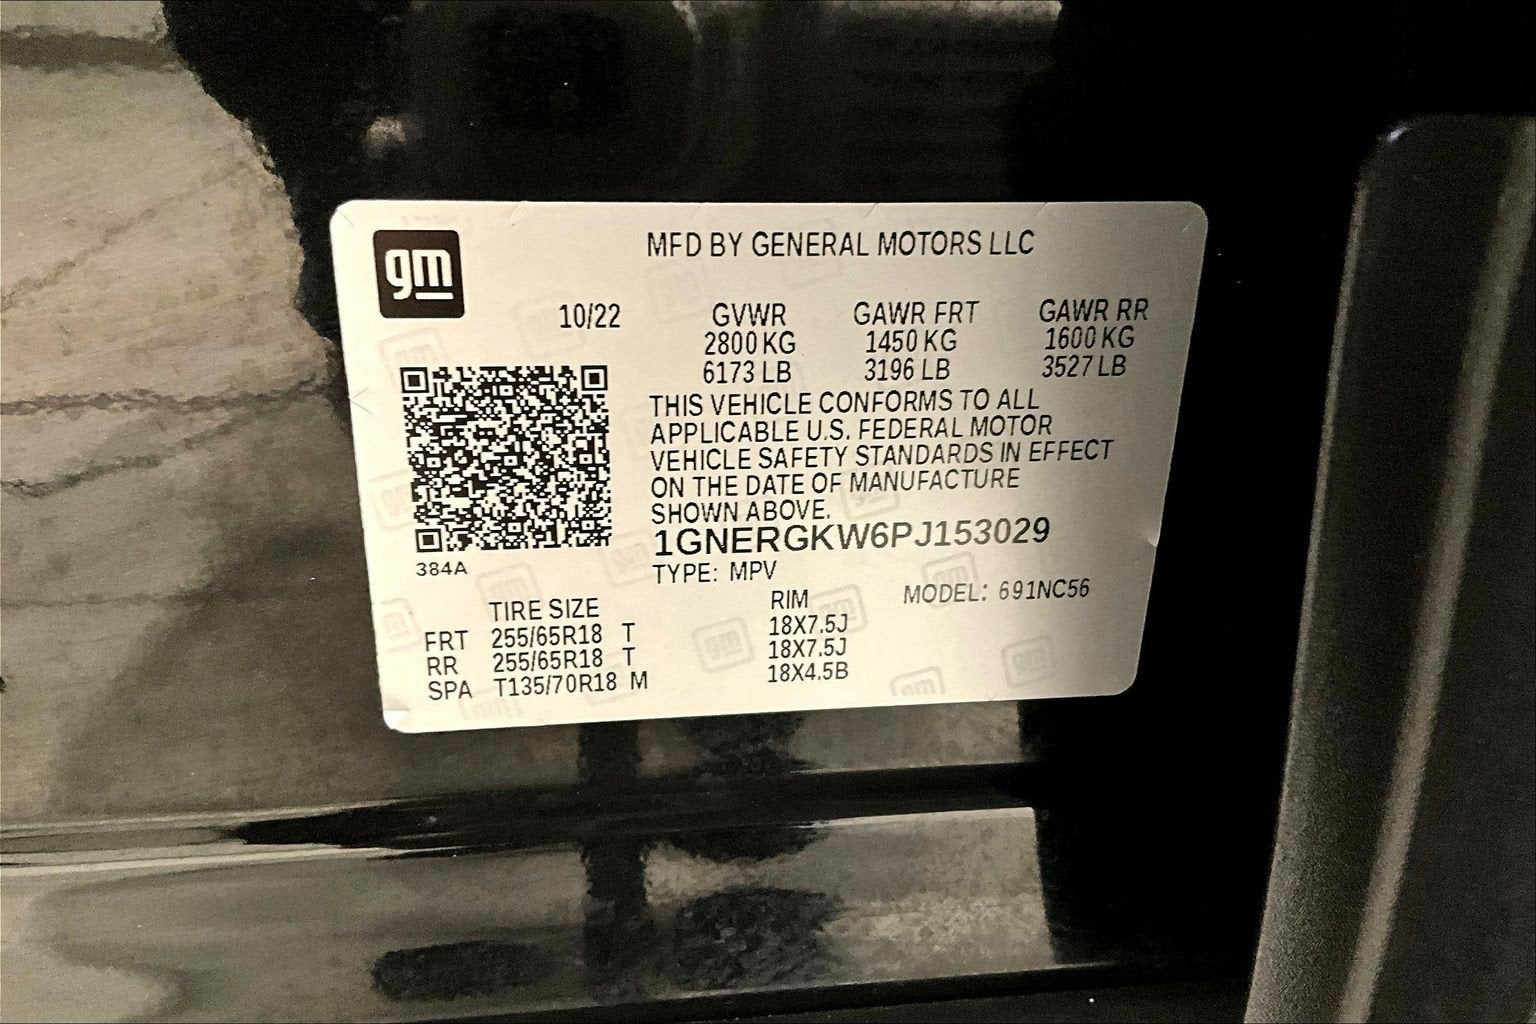 gm
MFD BY GENERAL MOTORS LLC
10/22 GVWR GAWR FRT GAWR RR
2800 KG 1450 KG 1600 KG
6173 LB 3196 LB 3527 LB
THIS VEHICLE CONFORMS TO ALL
APPLICABLE U.S. FEDERAL MOTOR
VEHICLE SAFETY STANDARDS IN EFFECT
ON THE DATE OF MANUFACTURE
SHOWN ABOVE.
1GNERGKW6PJ153029
384A
TYPE: MPV MODEL: 691NC56
TIRE SIZE RIM
FRT 255/65R18 T 18X7.5J
RR 255/65R18 T 18X7.5J
SPA T135/70R18 M 18X4.5B